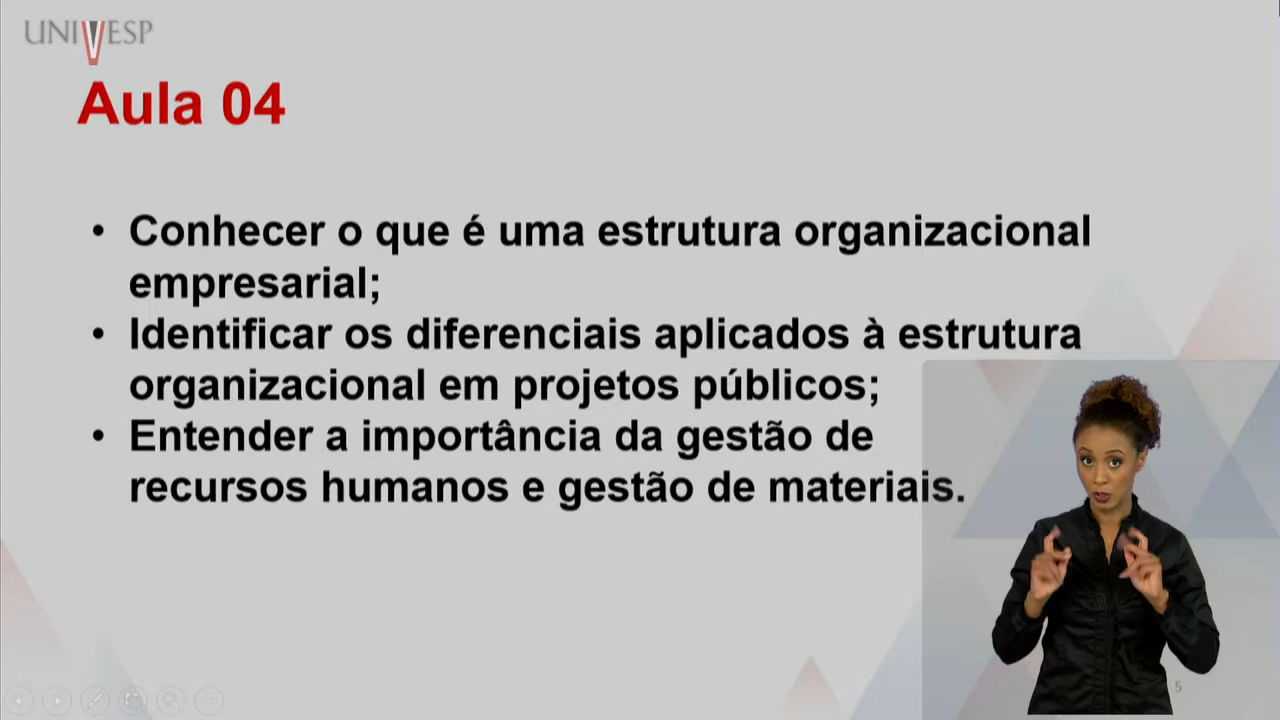 UNIVESP
Aula 04
• Conhecer o que é uma estrutura organizacional
empresarial;
• Identificar os diferenciais aplicados à estrutura
organizacional em projetos públicos;
• Entender a importância da gestão de
recursos humanos e gestão de materiais.
5